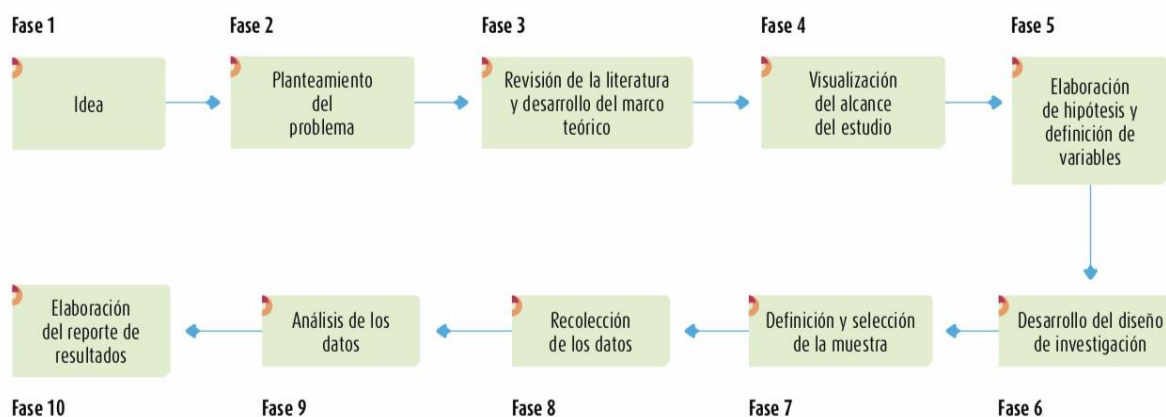 Fase 1
Idea
Fase 2
Planteamiento
del
problema
Fase 3
Revisión de la literatura
y desarrollo del marco
teórico
Fase 4
Visualización
del alcance
del estudio
Fase 5
Elaboración
de hipótesis y
definición de
variables
Desarrollo del diseño
de investigación
Fase 6
Definición y selección
de la muestra
Fase 7
Recolección
de los datos
Fase 8
Análisis de los
datos
Fase 9
Elaboración
del reporte de
resultados
Fase 10